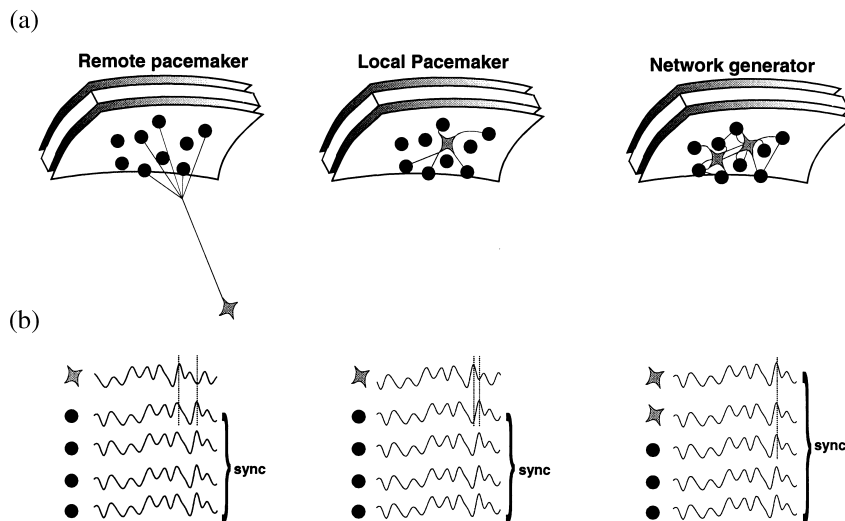 (a)
Remote pacemaker
Local Pacemaker
Network generator
(b)
sync
sync
sync